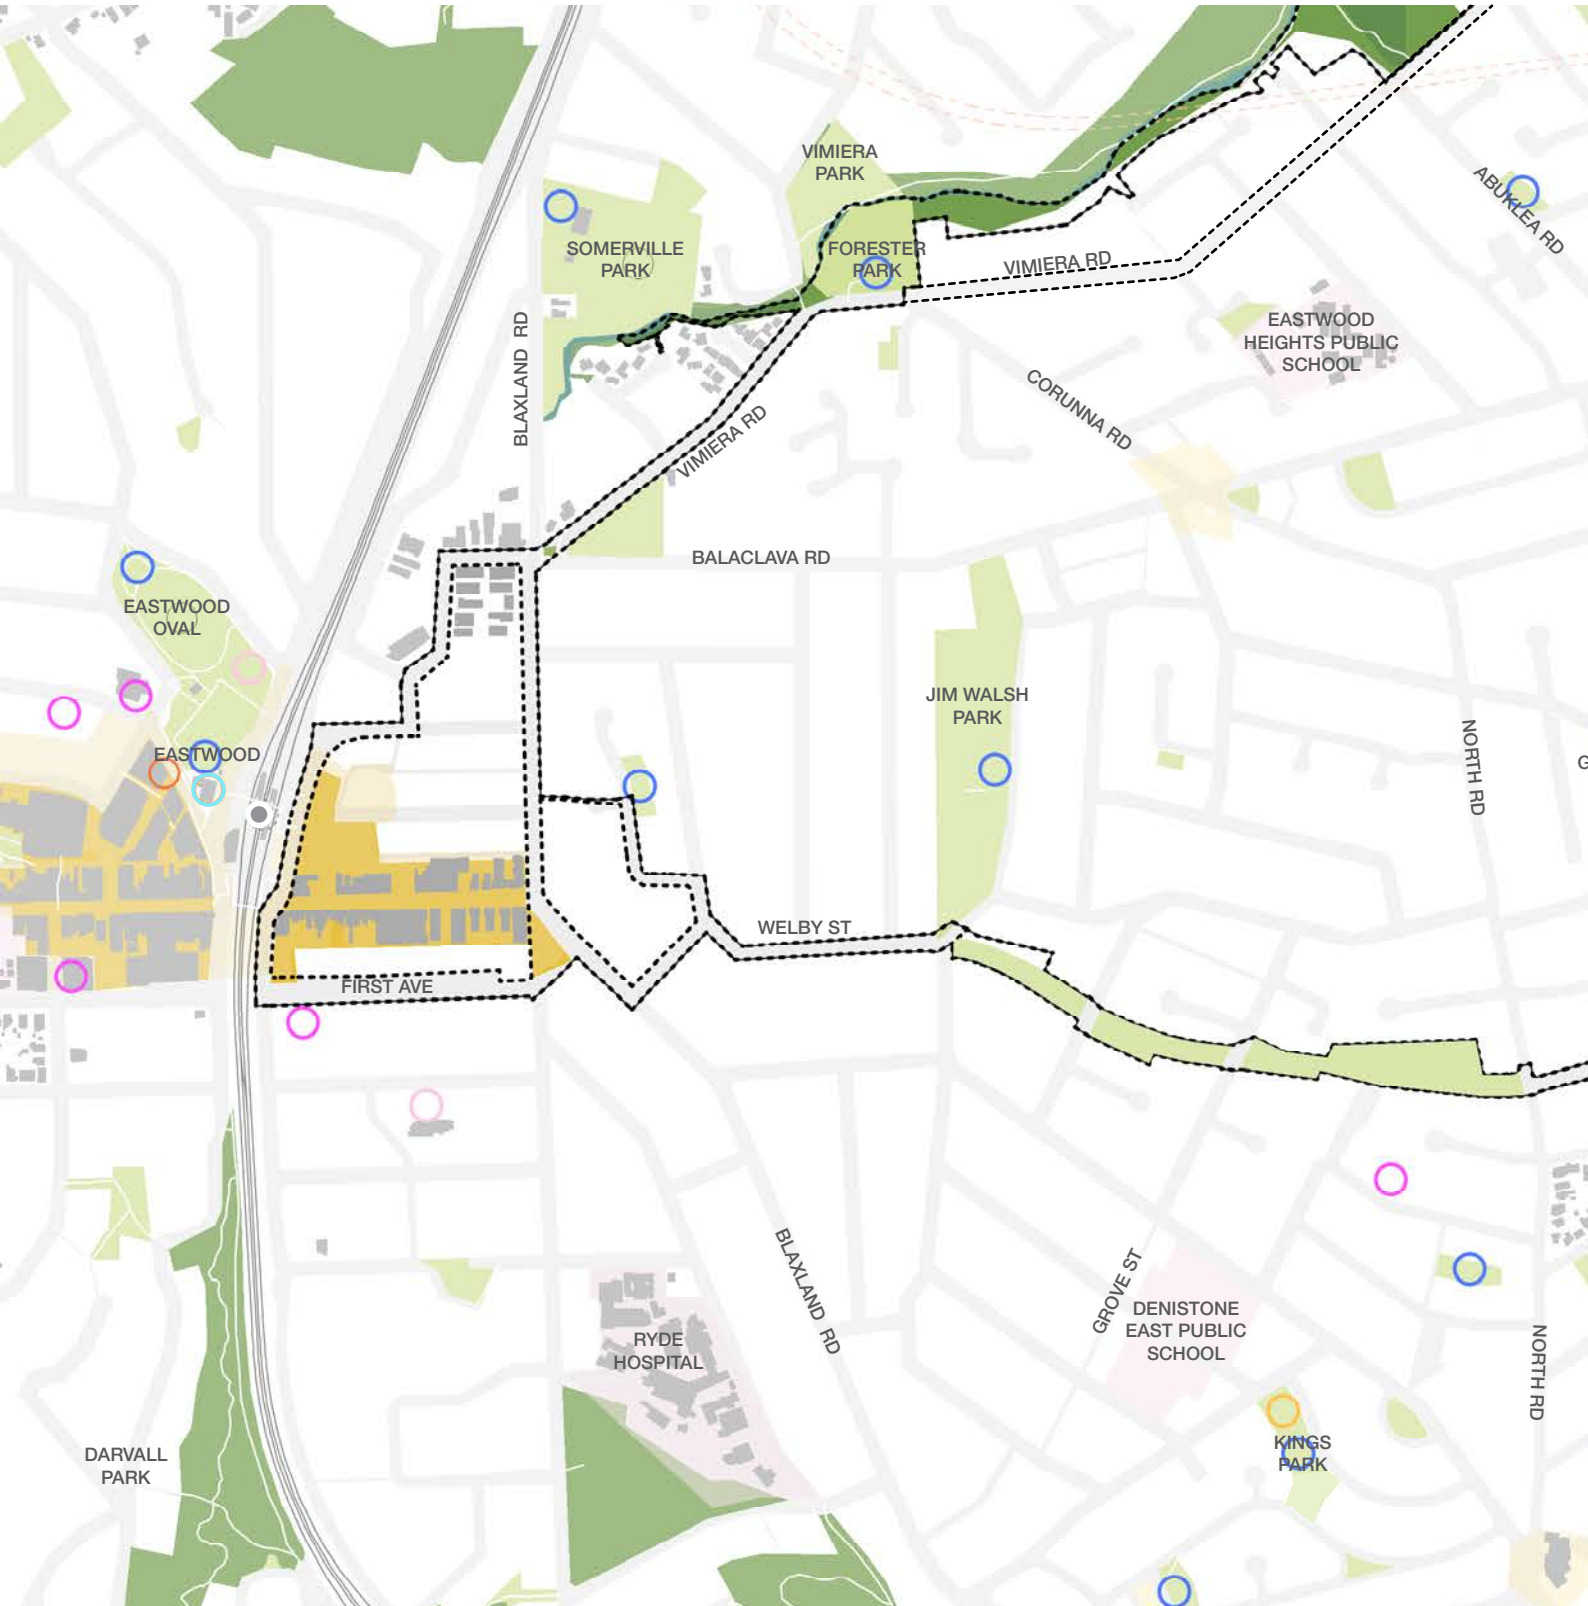 VIMIERA
PARK
ABUKLEA RD
SOMERVILLE
PARK
FORESTER
PARK
VIMIERA RD
EASTWOOD
HEIGHTS PUBLIC
SCHOOL
BLAXLAND RD
CORUNNA RD
VIMIERA RD
BALACLAVA RD
EASTWOOD
OVAL
JIM WALSH
PARK
EASTWOOD
NORTH RD
G
WELBY ST
FIRST AVE
BLAXLAND RD
GROVE ST
DENISTONE
EAST PUBLIC
SCHOOL
RYDE
HOSPITAL
NORTH RD
KINGS
PARK
DARVALL
PARK